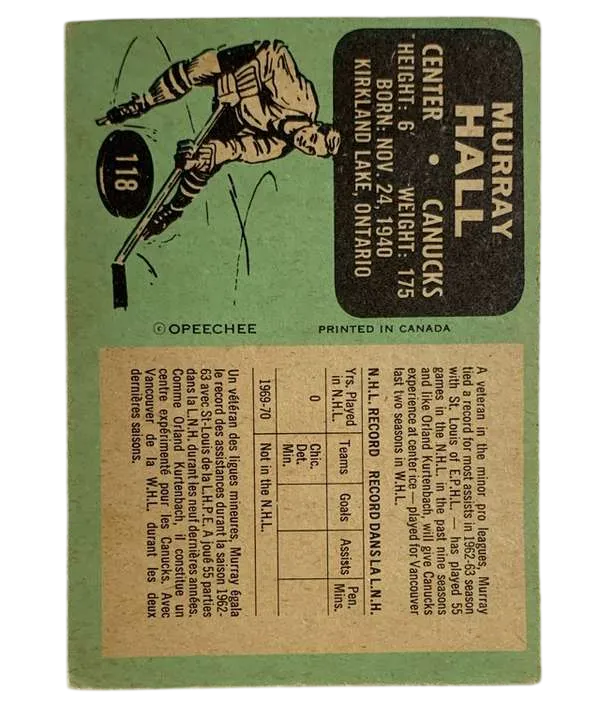 MURRAY
HALL
CENTER • CANUCKS
HEIGHT: 6' WEIGHT: 175
BORN: NOV. 24, 1940
KIRKLAND LAKE, ONTARIO
118
© OPEECHEE PRINTED IN CANADA
A veteran in the minor pro leagues, Murray
tied a record for most assists in 1962-63 season
with St. Louis of E.P.H.L. — has played 55
games in the N.H.L. in the past nine seasons
and like Orland Kurtenbach, will give Canucks
experience at center ice — played for Vancouver
last two seasons in W.H.L.
N.H.L. RECORD RECORD DANS LA L.N.H.
Yrs. Played in N.H.L. Teams Goals Assists Pen. Mins.
0 Chic.
Det.
Min.
1969-70 Not in the N.H.L.
Un vétéran des ligues mineures, Murray égala
le record des assistances durant la saison 1962-
63 avec St-Louis de la L.H.P.E. A joué 55 parties
dans la L.N.H. durant les neuf dernières années.
Comme Orland Kurtenbach, il constitue un
centre expérimenté pour les Canucks. Avec
Vancouver de la W.H.L. durant les deux
dernières saisons.